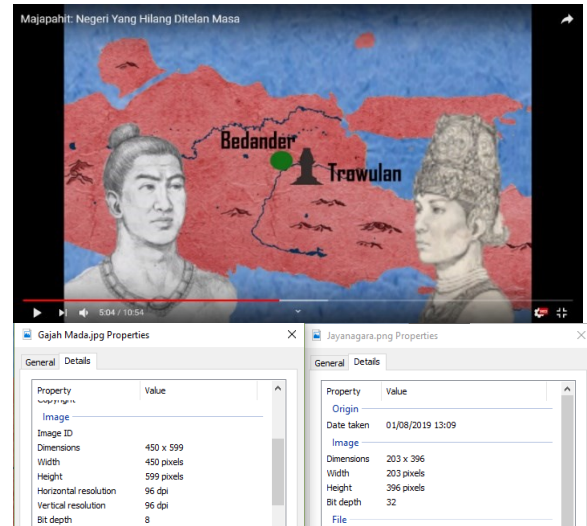 Majapahit: Negeri Yang Hilang Ditelan Masa
Bedander
Trowulan
5:04 / 10:54
Gajah Mada.jpg Properties
General Details
Property Value
Copyright
Image
Image ID
Dimensions 450 x 599
Width 450 pixels
Height 599 pixels
Horizontal resolution 96 dpi
Vertical resolution 96 dpi
Bit depth 8
Jayanagara.png Properties
General Details
Property Value
Origin
Date taken 01/08/2019 13:09
Image
Dimensions 203 x 396
Width 203 pixels
Height 396 pixels
Bit depth 32
File